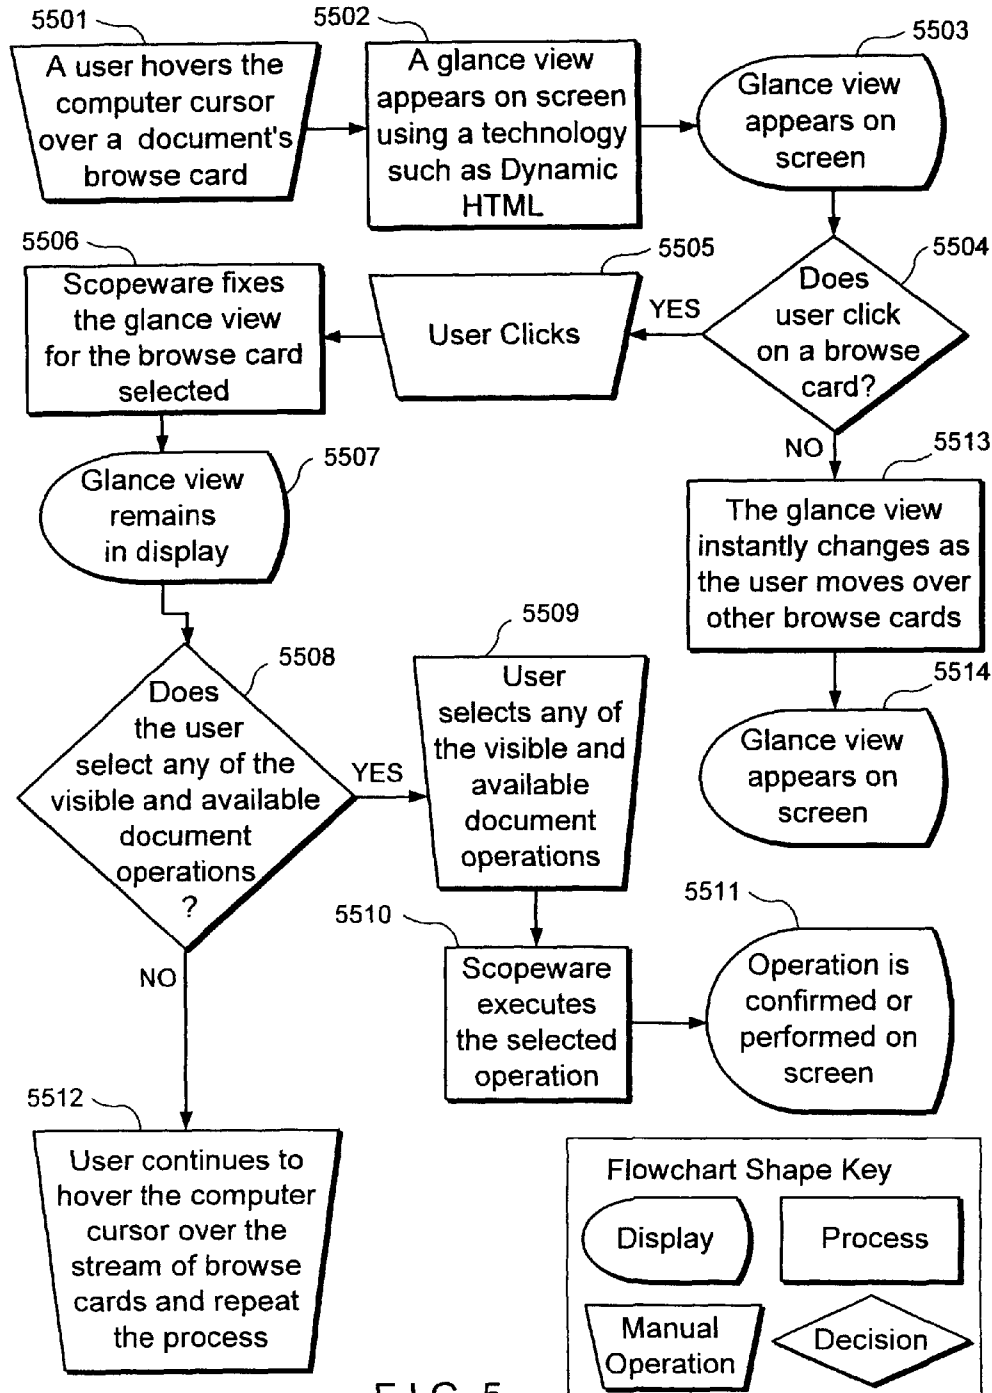 5501
A user hovers the
computer cursor
over a document's
browse card
5502
A glance view
appears on screen
using a technology
such as Dynamic
HTML
5503
Glance view
appears on
screen
5504
Does
user click
on a browse
card?
YES
NO
5505
User Clicks
5506
Scopeware fixes
the glance view
for the browse card
selected
5507
Glance view
remains
in display
5513
The glance view
instantly changes as
the user moves over
other browse cards
5514
Glance view
appears on
screen
5508
Does
the user
select any of the
visible and available
document
operations
?
YES
NO
5509
User
selects any of
the visible and
available
document
operations
5510
Scopeware
executes
the selected
operation
5511
Operation is
confirmed or
performed on
screen
5512
User continues to
hover the computer
cursor over the
stream of browse
cards and repeat
the process
Flowchart Shape Key
Display
Process
Manual
Operation
Decision
FIG. 5